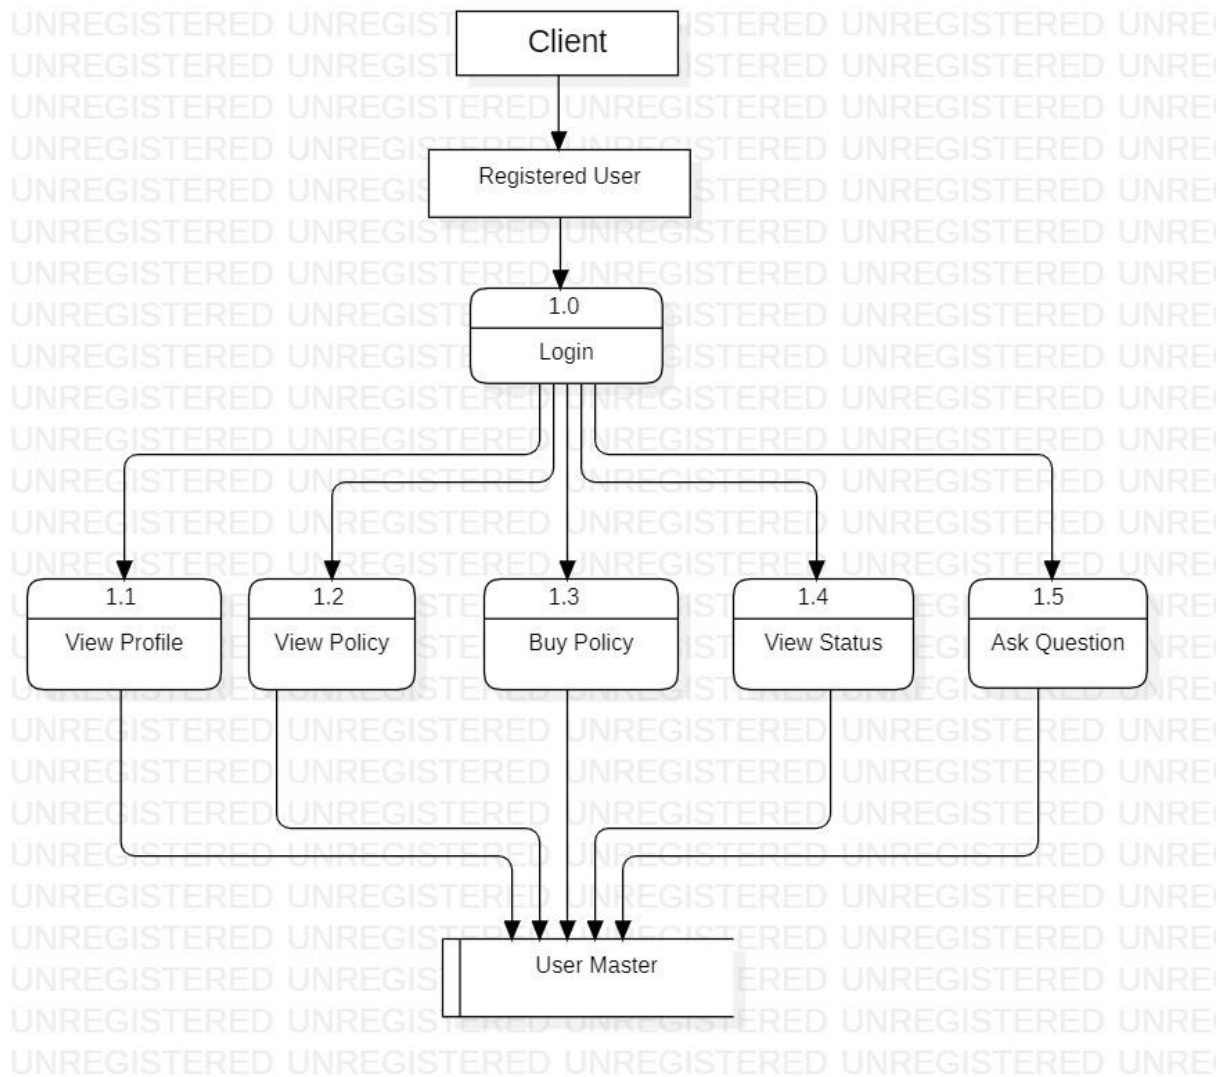 Client
Registered User
1.0
Login
1.1
View Profile
1.2
View Policy
1.3
Buy Policy
1.4
View Status
1.5
Ask Question
User Master
UNREGISTERED